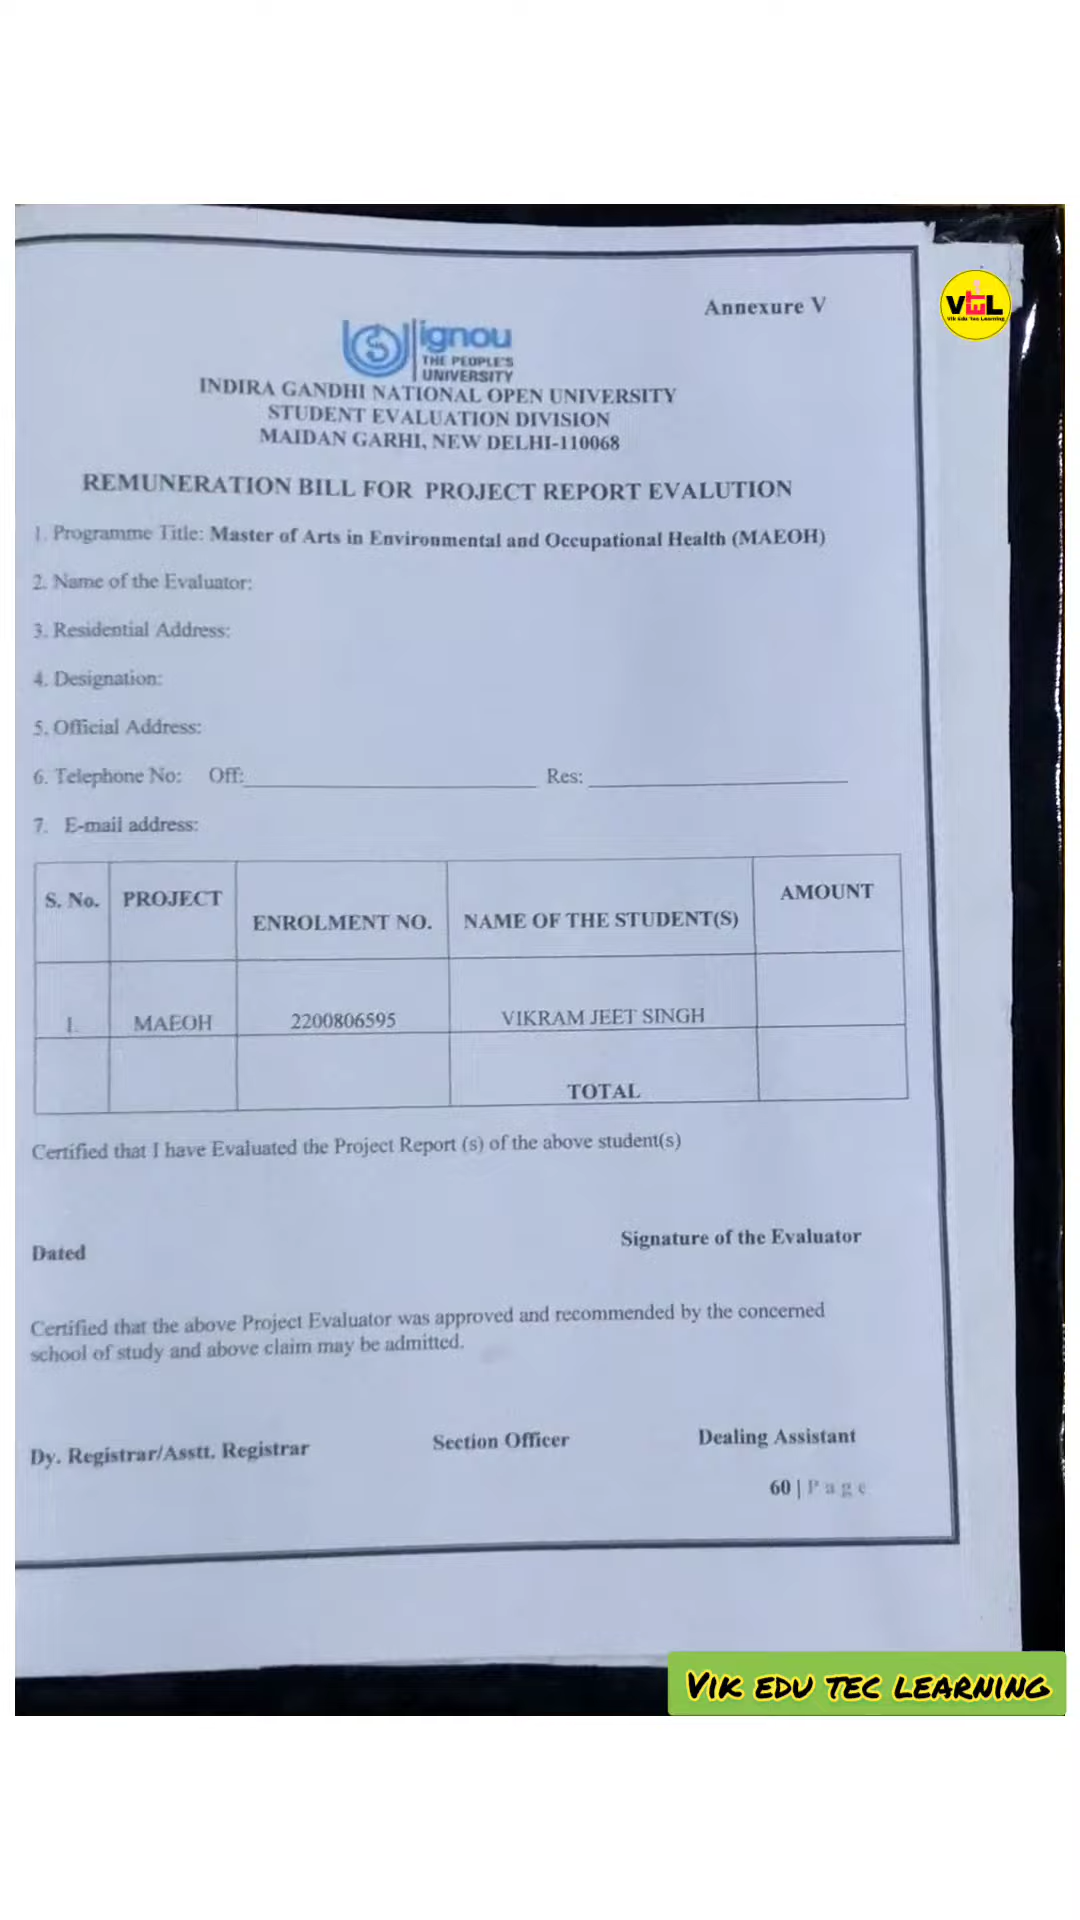 Annexure V
VEL
Vik Edu Tec Learning
ignou
THE PEOPLE'S
UNIVERSITY
INDIRA GANDHI NATIONAL OPEN UNIVERSITY
STUDENT EVALUATION DIVISION
MAIDAN GARHI, NEW DELHI-110068
REMUNERATION BILL FOR PROJECT REPORT EVALUTION
1. Programme Title: Master of Arts in Environmental and Occupational Health (MAEOH)
2. Name of the Evaluator:
3. Residential Address:
4. Designation:
5. Official Address:
6. Telephone No: Off: Res:
7. E-mail address:
S. No. PROJECT ENROLMENT NO. NAME OF THE STUDENT(S) AMOUNT
1. MAEOH 2200806595 VIKRAM JEET SINGH
TOTAL
Certified that I have Evaluated the Project Report (s) of the above student(s)
Signature of the Evaluator
Dated
Certified that the above Project Evaluator was approved and recommended by the concerned
school of study and above claim may be admitted.
Dy. Registrar/Asstt. Registrar Section Officer Dealing Assistant
60 | Page
VIK EDU TEC LEARNING